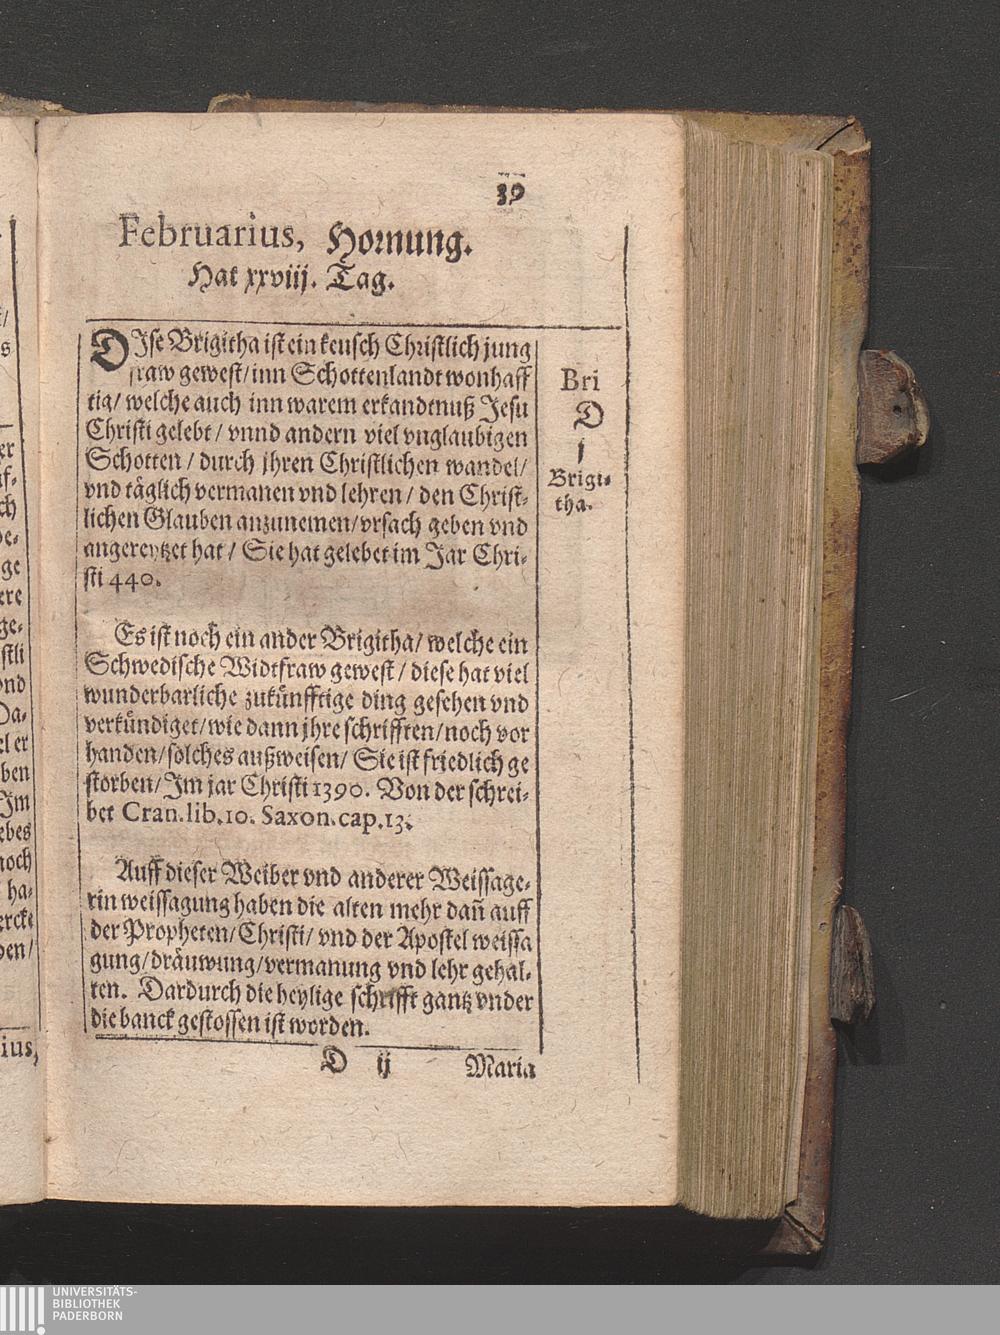 39
Februarius, Hornung.
Hat xxviij. Tag.
DIse Brigitha ist ein keusch Christlich jung
fraw gewest/ inn Schottenlandt wonhaff
tig/ welche auch inn warem erkandtnuß Jesu
Christi gelebt/ vnnd andern viel vnglaubigen
Schotten/ durch jhren Christlichen wandel/
vnd täglich vermanen vnd lehren/ den Christ-
lichen Glauben anzunemen/ vrsach geben vnd
angereytzet hat/ Sie hat gelebet im Jar Chri-
sti 440.
Bri
D
j
Brigi-
tha.
Es ist noch ein ander Brigitha/ welche ein
Schwedische Widtfraw gewest/ diese hat viel
wunderbarliche zukünfftige ding gesehen vnd
verkündiget/ wie dann jhre schrifften/ noch vor
handen/ solches außweisen/ Sie ist friedlich ge
storben/ Im jar Christi 1390. Von der schrei-
bet Cran.lib.10. Saxon.cap.13.
Auff dieser Weiber vnd anderer Weissage-
rin weissagung haben die alten mehr dañ auff
der Propheten/ Christi/ vnd der Apostel weissa
gung/ dräuwung/ vermanung vnd lehr gehal-
ten. Dardurch die heylige schrifft gantz vnder
die banck gestossen ist worden.
D ij Maria
UNIVERSITÄTS-
BIBLIOTHEK
PADERBORN